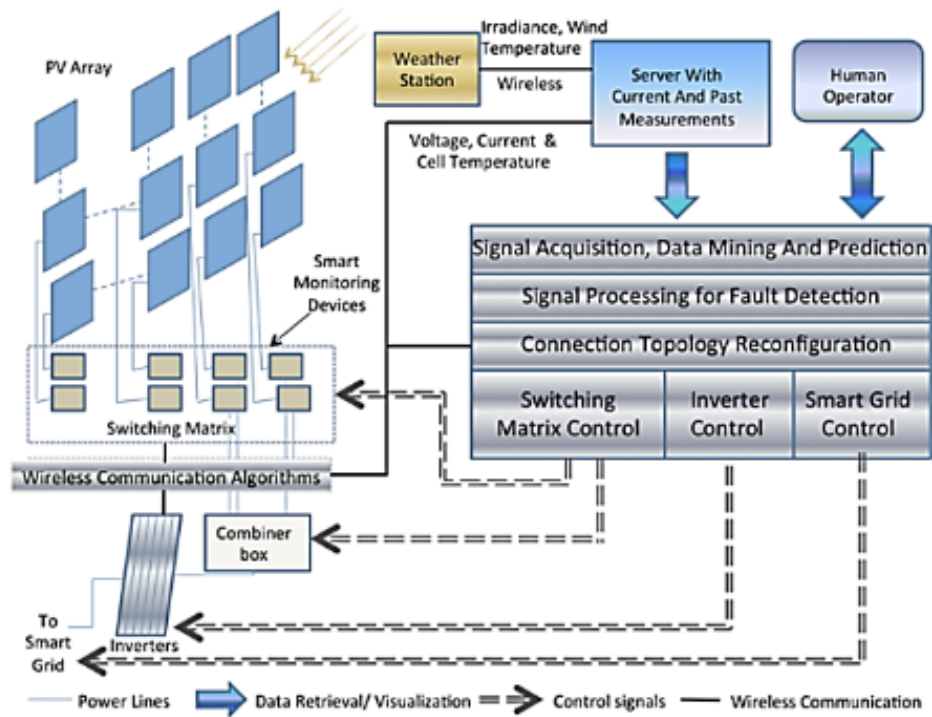 PV Array
Weather
Station
Irradiance, Wind
Temperature
Wireless
Server With
Current And Past
Measurements
Human
Operator
Voltage, Current &
Cell Temperature
Smart
Monitoring
Devices
Signal Acquisition, Data Mining And Prediction
Signal Processing for Fault Detection
Connection Topology Reconfiguration
Switching
Matrix Control
Inverter
Control
Smart Grid
Control
Switching Matrix
Wireless Communication Algorithms
Combiner
box
To
Smart
Grid
Inverters
Power Lines
Data Retrieval/ Visualization
Control signals
Wireless Communication